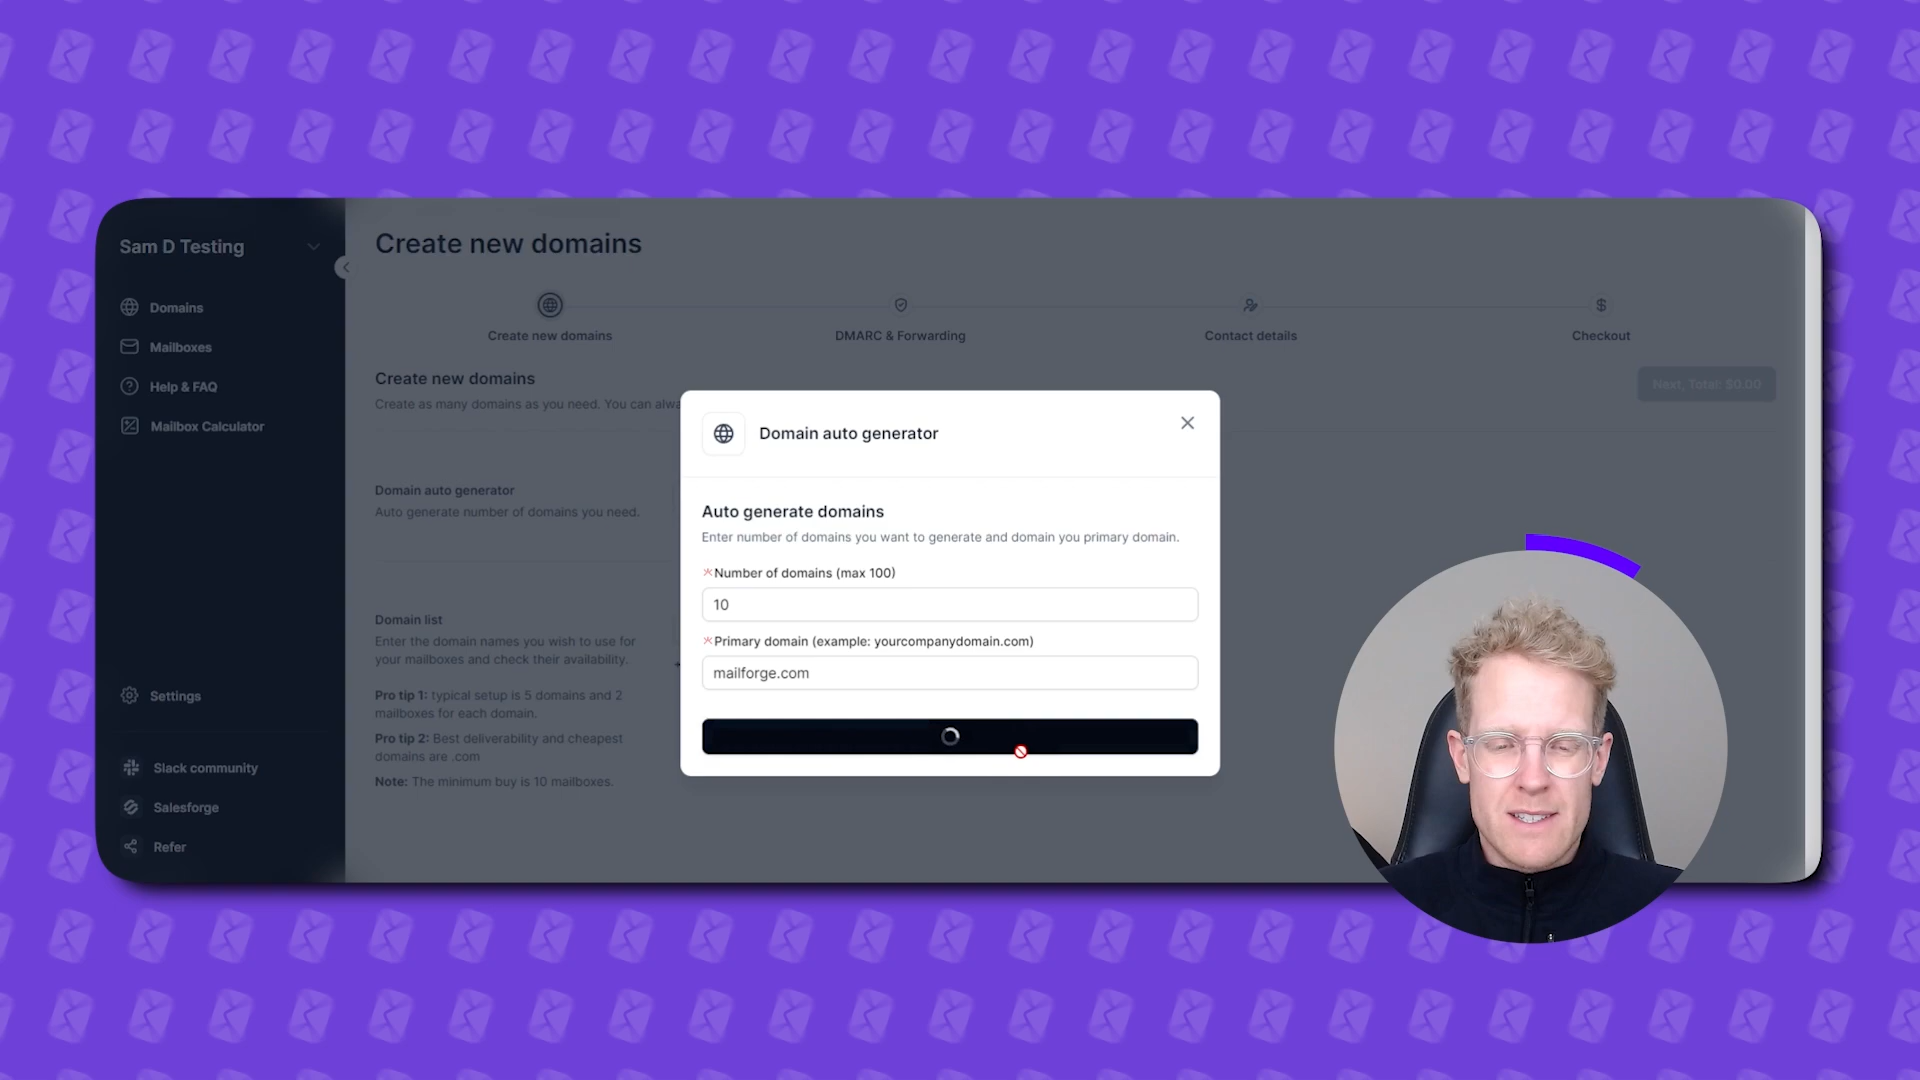 Sam D Testing
Domains
Mailboxes
Help & FAQ
Mailbox Calculator
Settings
Slack community
Salesforge
Refer
Create new domains
Create new domains
DMARC & Forwarding
Contact details
Checkout
Create new domains
Create as many domains as you need. You can alwa
Next, Total: $0.00
Domain auto generator
Auto generate number of domains you need.
Domain list
Enter the domain names you wish to use for
your mailboxes and check their availability.
Pro tip 1: typical setup is 5 domains and 2
mailboxes for each domain.
Pro tip 2: Best deliverability and cheapest
domains are .com
Note: The minimum buy is 10 mailboxes.
Domain auto generator
Auto generate domains
Enter number of domains you want to generate and domain you primary domain.
*Number of domains (max 100)
10
*Primary domain (example: yourcompanydomain.com)
mailforge.com